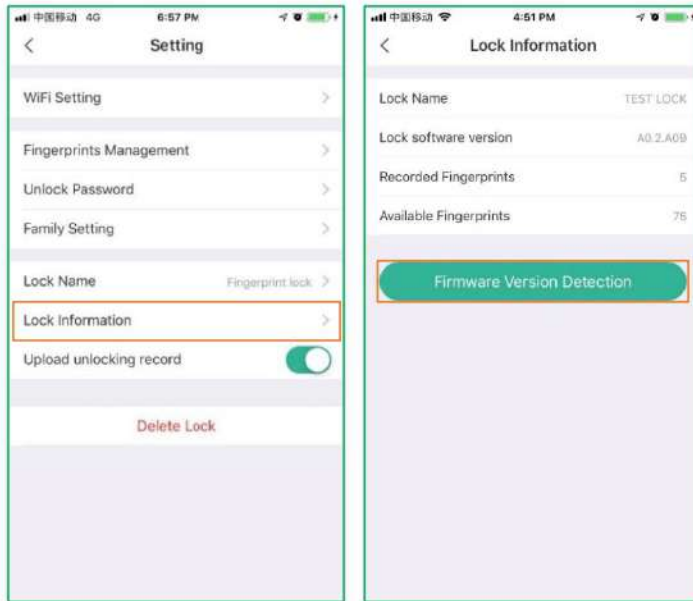 中国移动 4G 6:57 PM
Setting
WiFi Setting
Fingerprints Management
Unlock Password
Family Setting
Lock Name Fingerprint lock
Lock Information
Upload unlocking record
Delete Lock
中国移动 4:51 PM
Lock Information
Lock Name TEST LOCK
Lock software version A0.2.A09
Recorded Fingerprints 5
Available Fingerprints 75
Firmware Version Detection